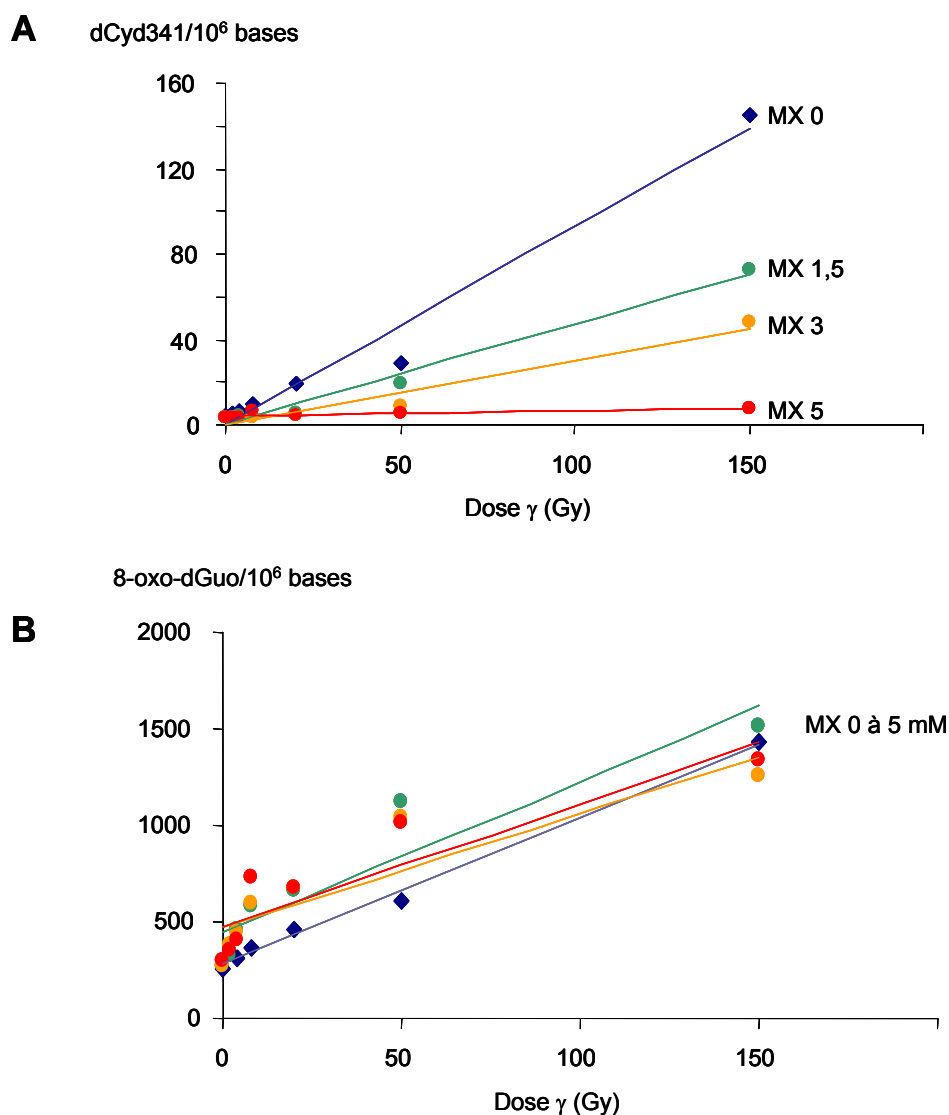 A
dCyd341/10⁶ bases
160
120
80
40
0
MX 0
MX 1,5
MX 3
MX 5
0 50 100 150
Dose γ (Gy)
8-oxo-dGuo/10⁶ bases
B
2000
1500
1000
500
0
MX 0 à 5 mM
0 50 100 150
Dose γ (Gy)